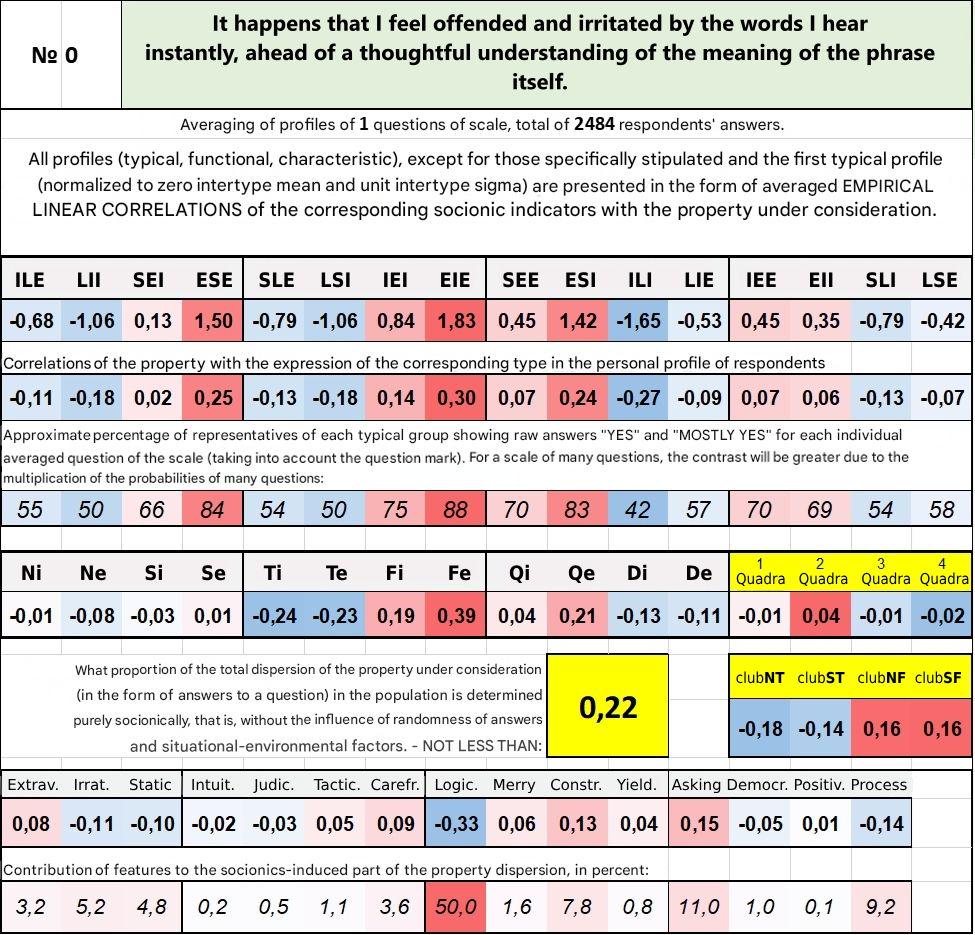 № 0
It happens that I feel offended and irritated by the words I hear
instantly, ahead of a thoughtful understanding of the meaning of the phrase
itself.
Averaging of profiles of 1 questions of scale, total of 2484 respondents' answers.
All profiles (typical, functional, characteristic), except for those specifically stipulated and the first typical profile
(normalized to zero intertype mean and unit intertype sigma) are presented in the form of averaged EMPIRICAL
LINEAR CORRELATIONS of the corresponding socionic indicators with the property under consideration.
ILE LII SEI ESE SLE LSI IEI EIE SEE ESI ILI LIE IEE EII SLI LSE
-0,68 -1,06 0,13 1,50 -0,79 -1,06 0,84 1,83 0,45 1,42 -1,65 -0,53 0,45 0,35 -0,79 -0,42
Correlations of the property with the expression of the corresponding type in the personal profile of respondents
-0,11 -0,18 0,02 0,25 -0,13 -0,18 0,14 0,30 0,07 0,24 -0,27 -0,09 0,07 0,06 -0,13 -0,07
Approximate percentage of representatives of each typical group showing raw answers "YES" and "MOSTLY YES" for each individual
averaged question of the scale (taking into account the question mark). For a scale of many questions, the contrast will be greater due to the
multiplication of the probabilities of many questions:
55 50 66 84 54 50 75 88 70 83 42 57 70 69 54 58
Ni Ne Si Se Ti Te Fi Fe Qi Qe Di De 1 Quadra 2 Quadra 3 Quadra 4 Quadra
-0,01 -0,08 -0,03 0,01 -0,24 -0,23 0,19 0,39 0,04 0,21 -0,13 -0,11 -0,01 0,04 -0,01 -0,02
What proportion of the total dispersion of the property under consideration
(in the form of answers to a question) in the population is determined
purely socionically, that is, without the influence of randomness of answers
and situational-environmental factors. - NOT LESS THAN:
0,22
clubNT clubST clubNF clubSF
-0,18 -0,14 0,16 0,16
Extrav. Irrat. Static Intuit. Judic. Tactic. Carefr. Logic. Merry Constr. Yield. Asking Democr. Positiv. Process
0,08 -0,11 -0,10 -0,02 -0,03 0,05 0,09 -0,33 0,06 0,13 0,04 0,15 -0,05 0,01 -0,14
Contribution of features to the socionics-induced part of the property dispersion, in percent:
3,2 5,2 4,8 0,2 0,5 1,1 3,6 50,0 1,6 7,8 0,8 11,0 1,0 0,1 9,2